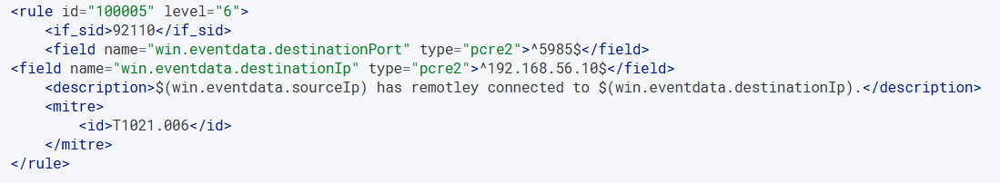 <rule id="100005" level="6">
    <if_sid>92110</if_sid>
    <field name="win.eventdata.destinationPort" type="pcre2">^5985$</field>
<field name="win.eventdata.destinationIp" type="pcre2">^192.168.56.10$</field>
    <description>$(win.eventdata.sourceIp) has remotley connected to $(win.eventdata.destinationIp).</description>
    <mitre>
        <id>T1021.006</id>
    </mitre>
</rule>